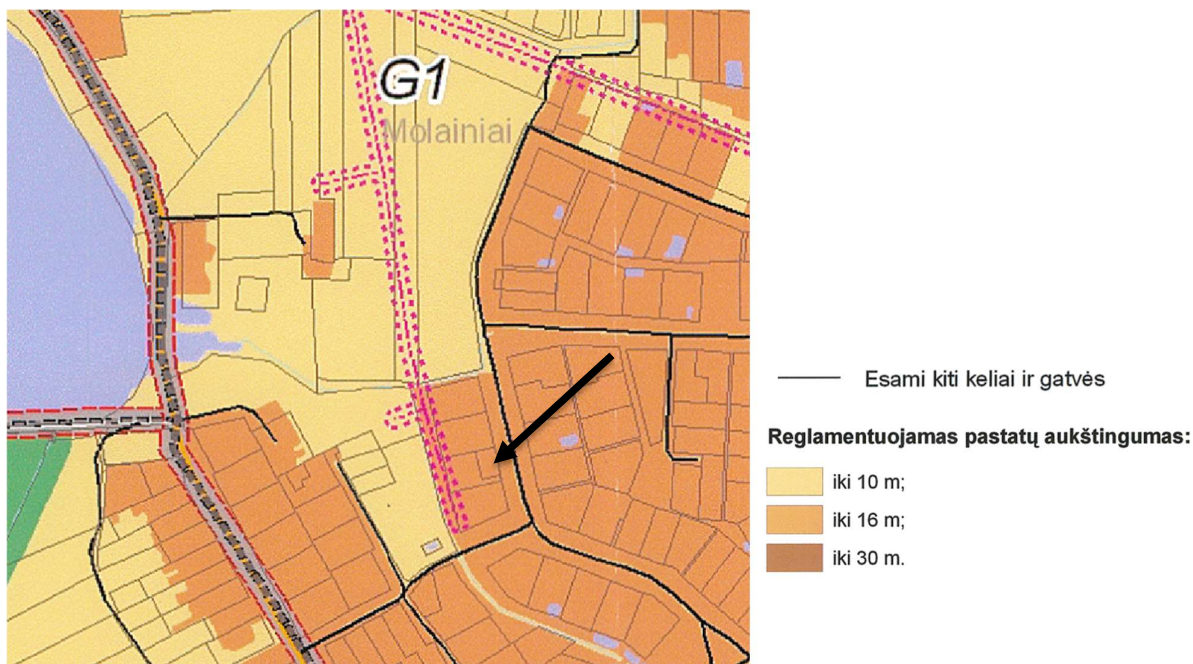 G1
Molainiai
Esami kiti keliai ir gatvės
Reglamentuojamas pastatų aukštingumas:
iki 10 m;
iki 16 m;
iki 30 m.